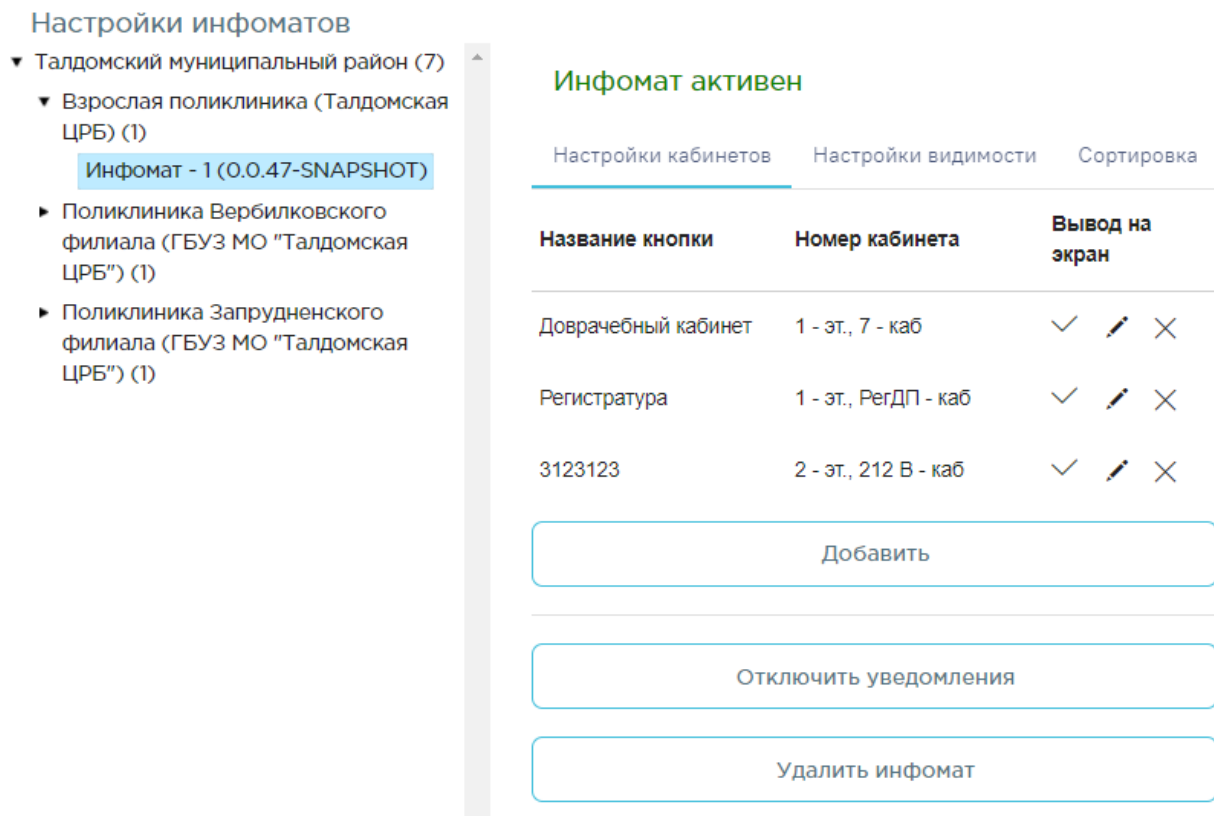 Настройки инфоматов
Талдомский муниципальный район (7)
Взрослая поликлиника (Талдомская
ЦРБ) (1)
Инфомат - 1 (0.0.47-SNAPSHOT)
Поликлиника Вербилковского
филиала (ГБУЗ МО "Талдомская
ЦРБ") (1)
Поликлиника Запрудненского
филиала (ГБУЗ МО "Талдомская
ЦРБ") (1)
Инфомат активен
Настройки кабинетов Настройки видимости Сортировка
Название кнопки Номер кабинета Вывод на
экран
Доврачебный кабинет 1 - эт., 7 - каб
Регистратура 1 - эт., РегДП - каб
3123123 2 - эт., 212 В - каб
Добавить
Отключить уведомления
Удалить инфомат